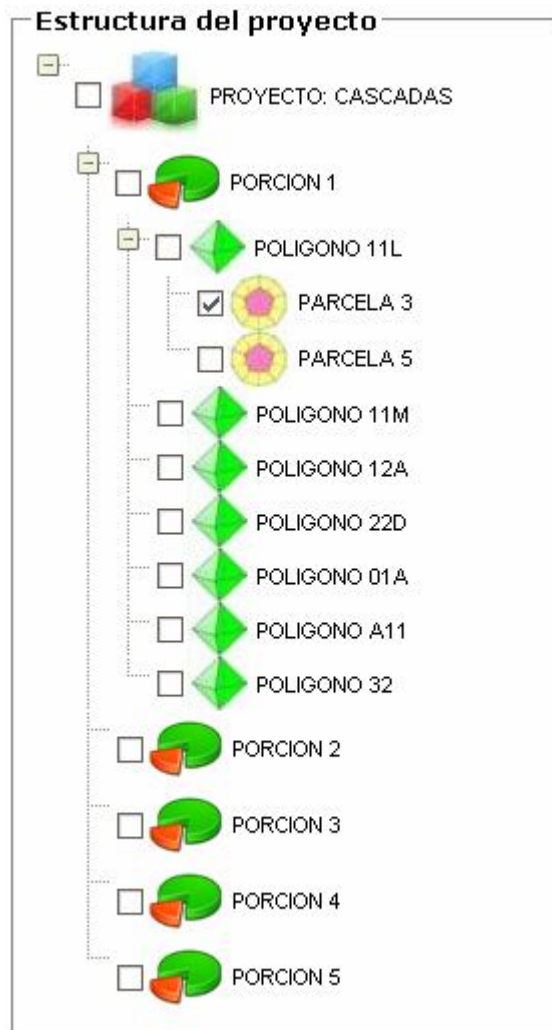 Estructura del proyecto
PROYECTO: CASCADAS
PORCION 1
POLIGONO 11L
PARCELA 3
PARCELA 5
POLIGONO 11M
POLIGONO 12A
POLIGONO 22D
POLIGONO 01A
POLIGONO A11
POLIGONO 32
PORCION 2
PORCION 3
PORCION 4
PORCION 5